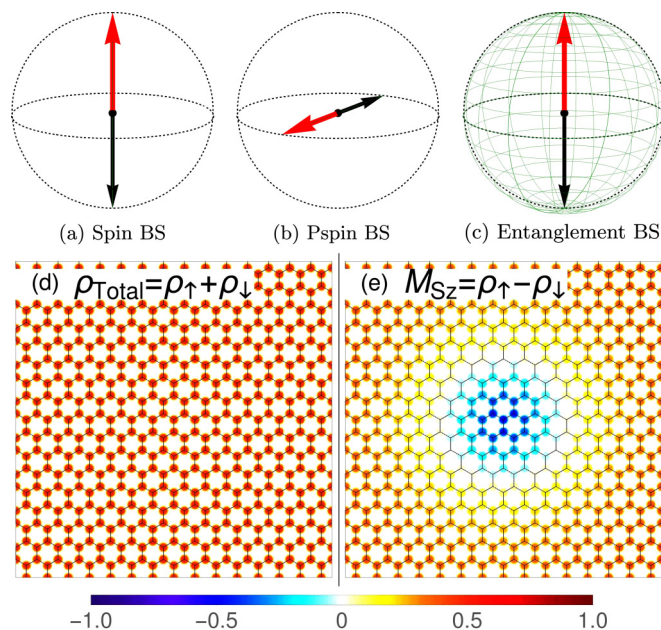 (a) Spin BS
(b) Pspin BS
(c) Entanglement BS
(d) ρTotal=ρ↑+ρ↓
(e) MSz=ρ↑−ρ↓
−1.0 −0.5 0 0.5 1.0